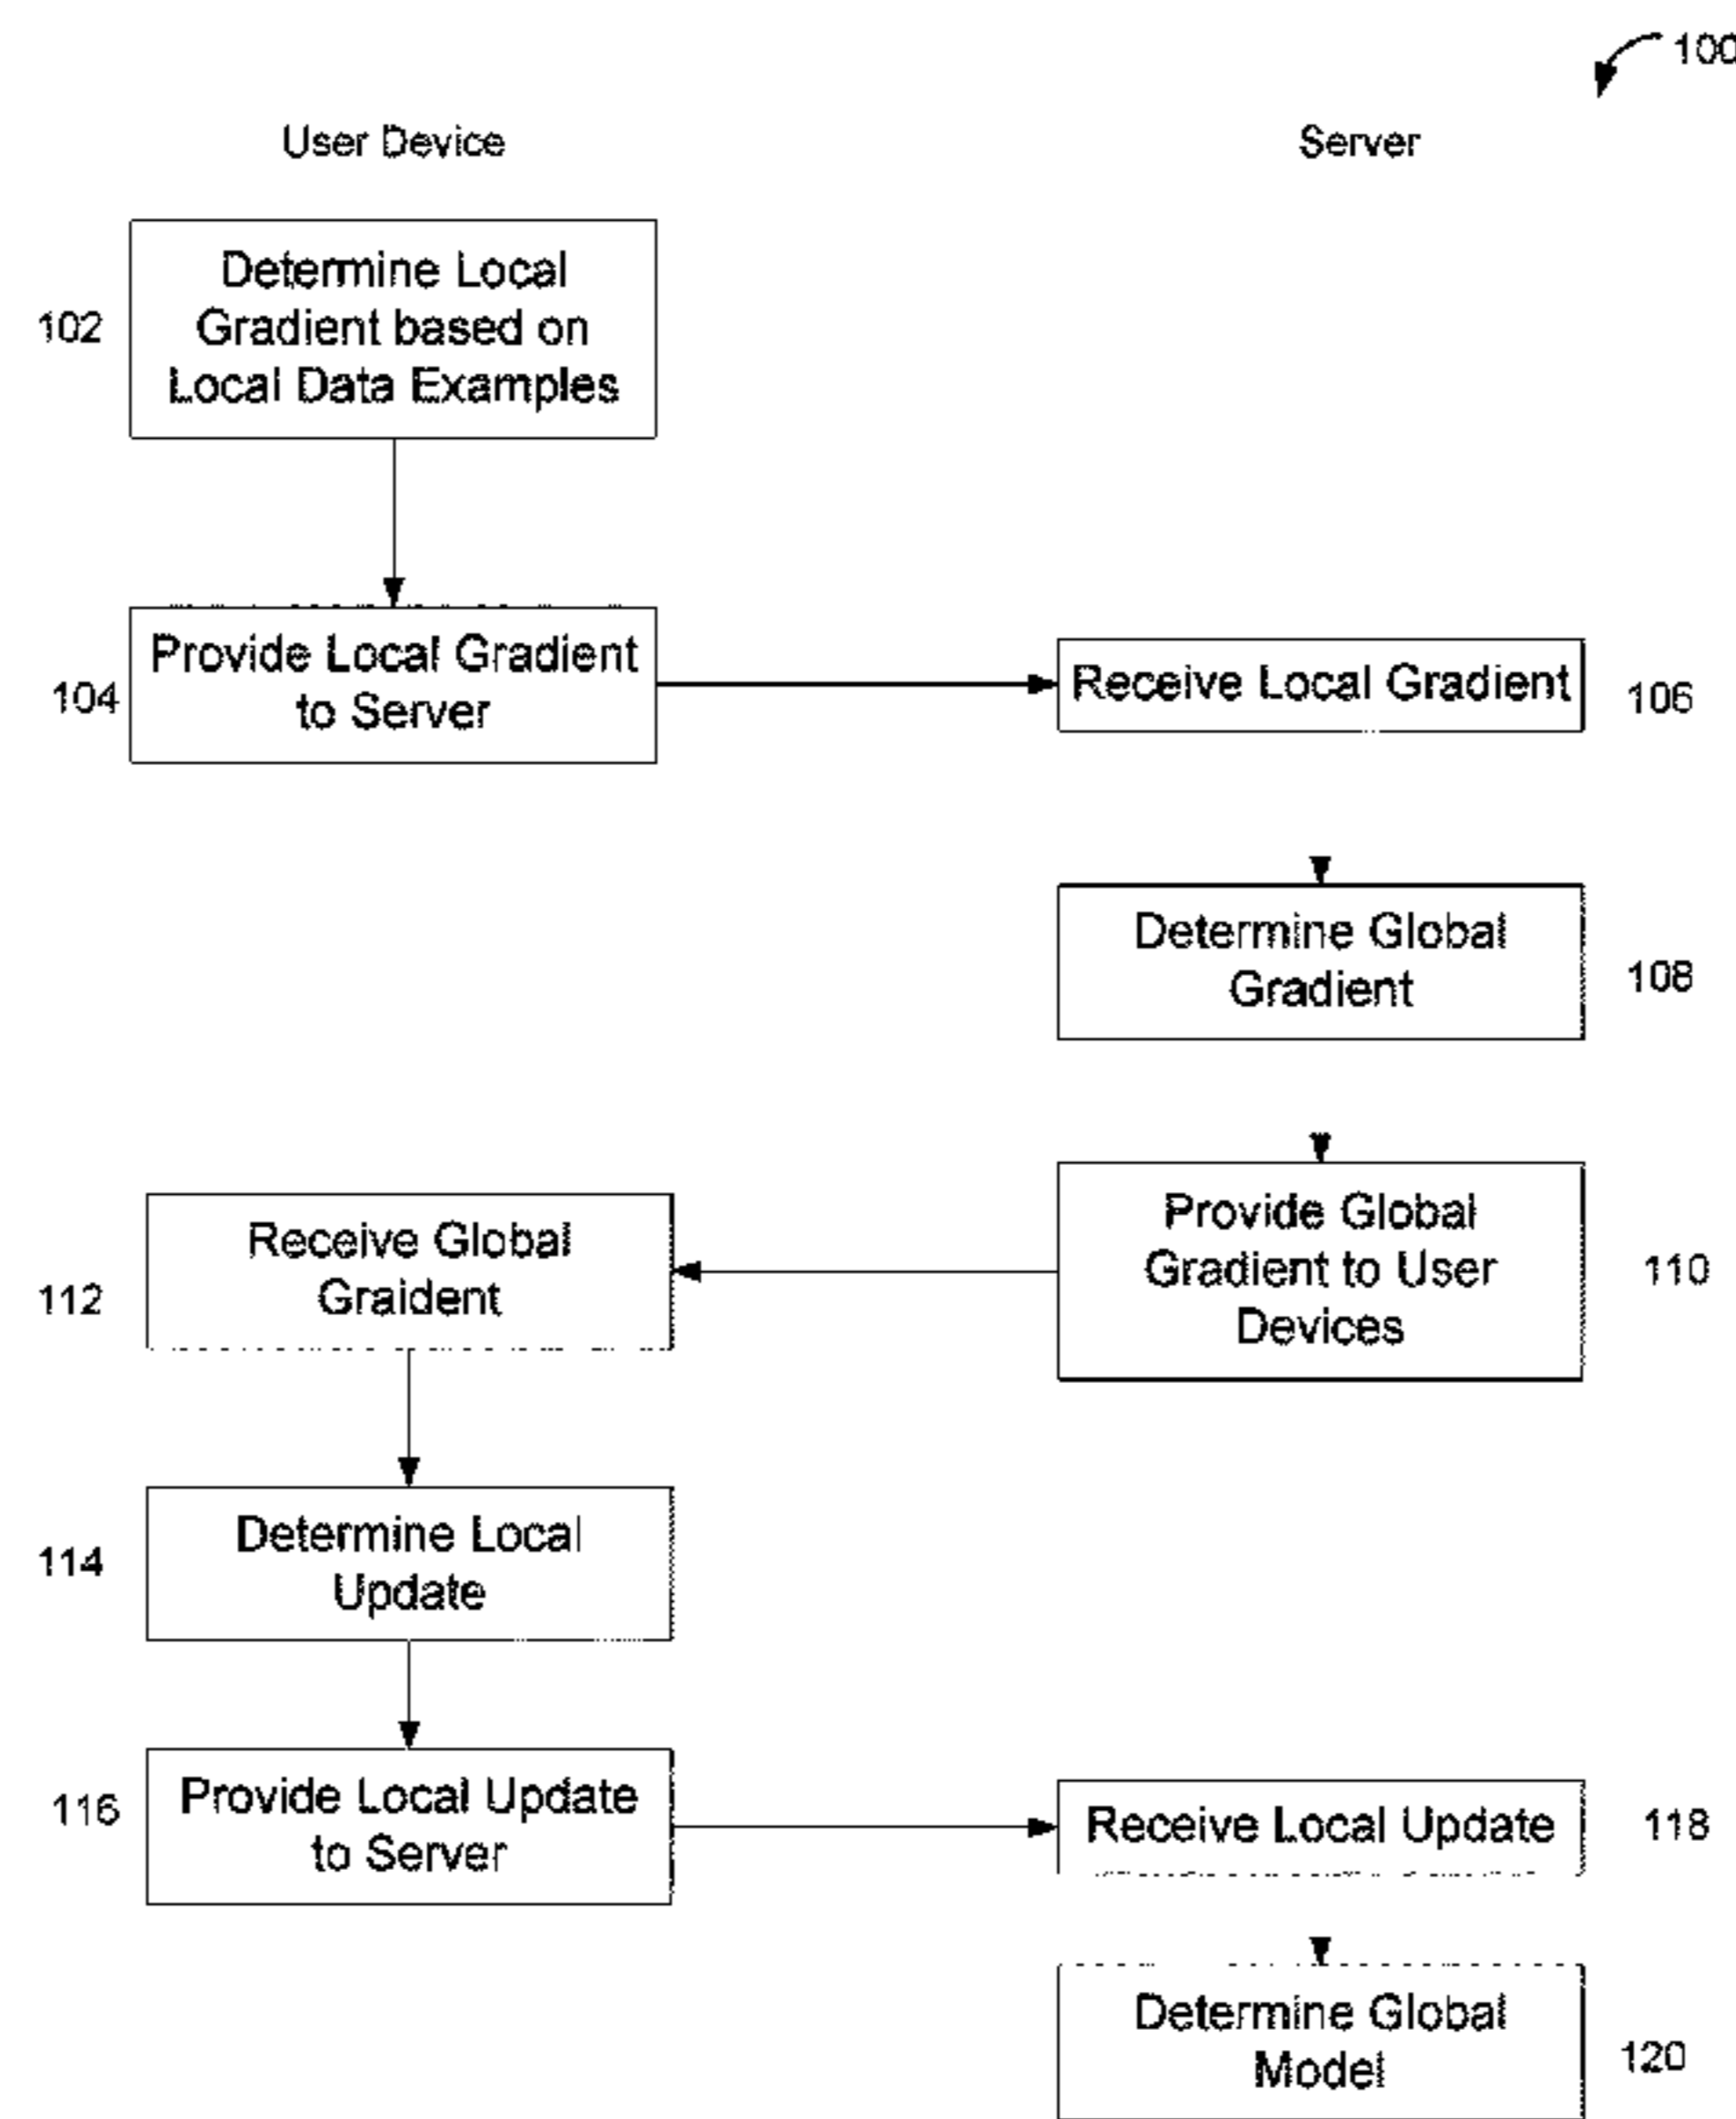 100
User Device
Server
102
Determine Local
Gradient based on
Local Data Examples
104
Provide Local Gradient
to Server
Receive Local Gradient
106
Determine Global
Gradient
108
Provide Global
Gradient to User
Devices
110
112
Receive Global
Graident
114
Determine Local
Update
116
Provide Local Update
to Server
Receive Local Update
118
Determine Global
Model
120